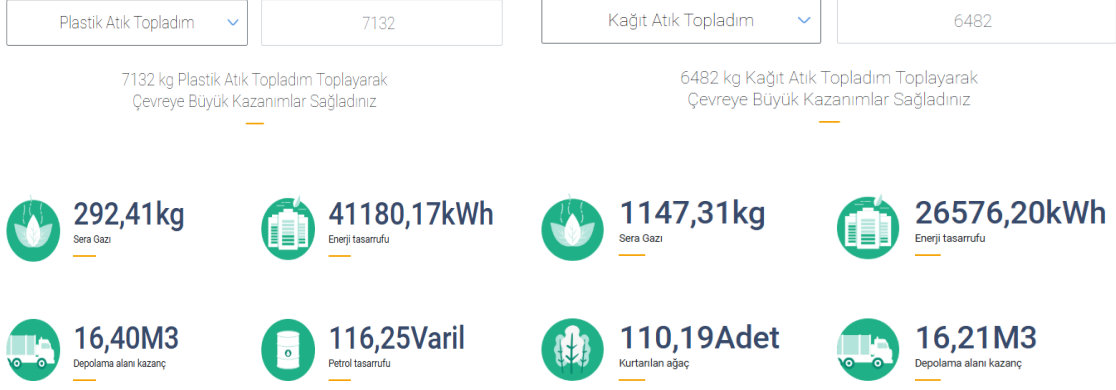 Plastik Atık Topladım
7132
7132 kg Plastik Atık Topladım Toplayarak
Çevreye Büyük Kazanımlar Sağladınız
292,41kg
Sera Gazı
41180,17kWh
Enerji tasarrufu
16,40M3
Depolama alanı kazanç
116,25Varil
Petrol tasarrufu
Kağıt Atık Topladım
6482
6482 kg Kağıt Atık Topladım Toplayarak
Çevreye Büyük Kazanımlar Sağladınız
1147,31kg
Sera Gazı
26576,20kWh
Enerji tasarrufu
110,19Adet
Kurtarılan ağaç
16,21M3
Depolama alanı kazanç